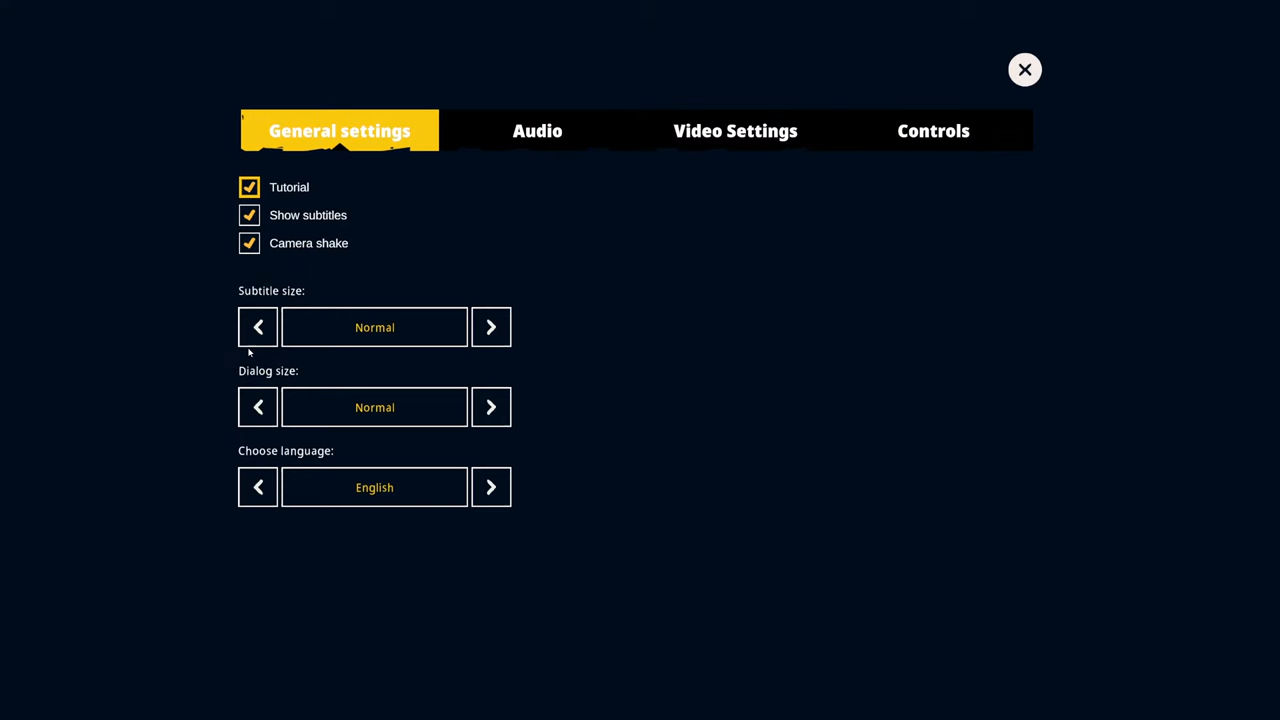 General settings Audio Video Settings Controls
Tutorial
Show subtitles
Camera shake
Subtitle size:
Normal
Dialog size:
Normal
Choose language:
English